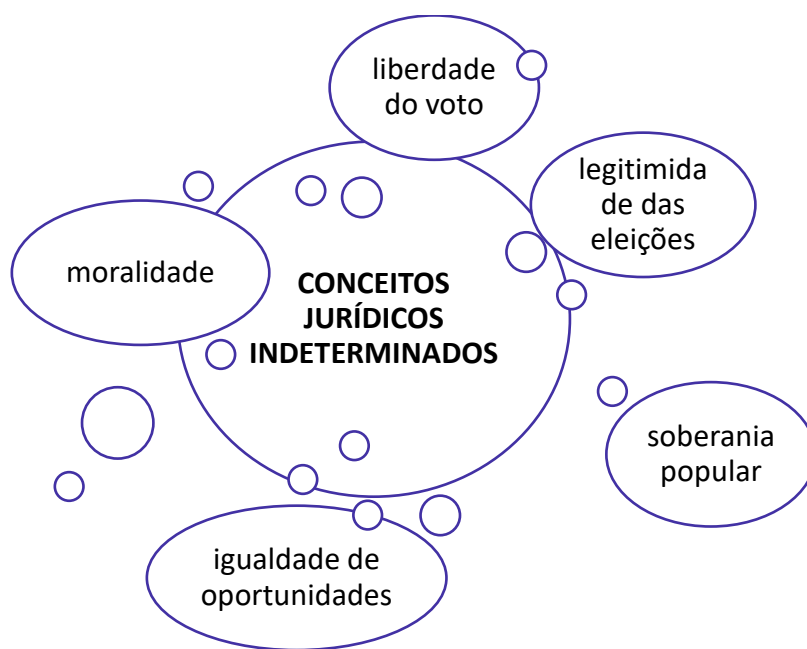 liberdade
do voto
legitimida
de das
eleições
moralidade
CONCEITOS
JURÍDICOS
INDETERMINADOS
soberania
popular
igualdade de
oportunidades